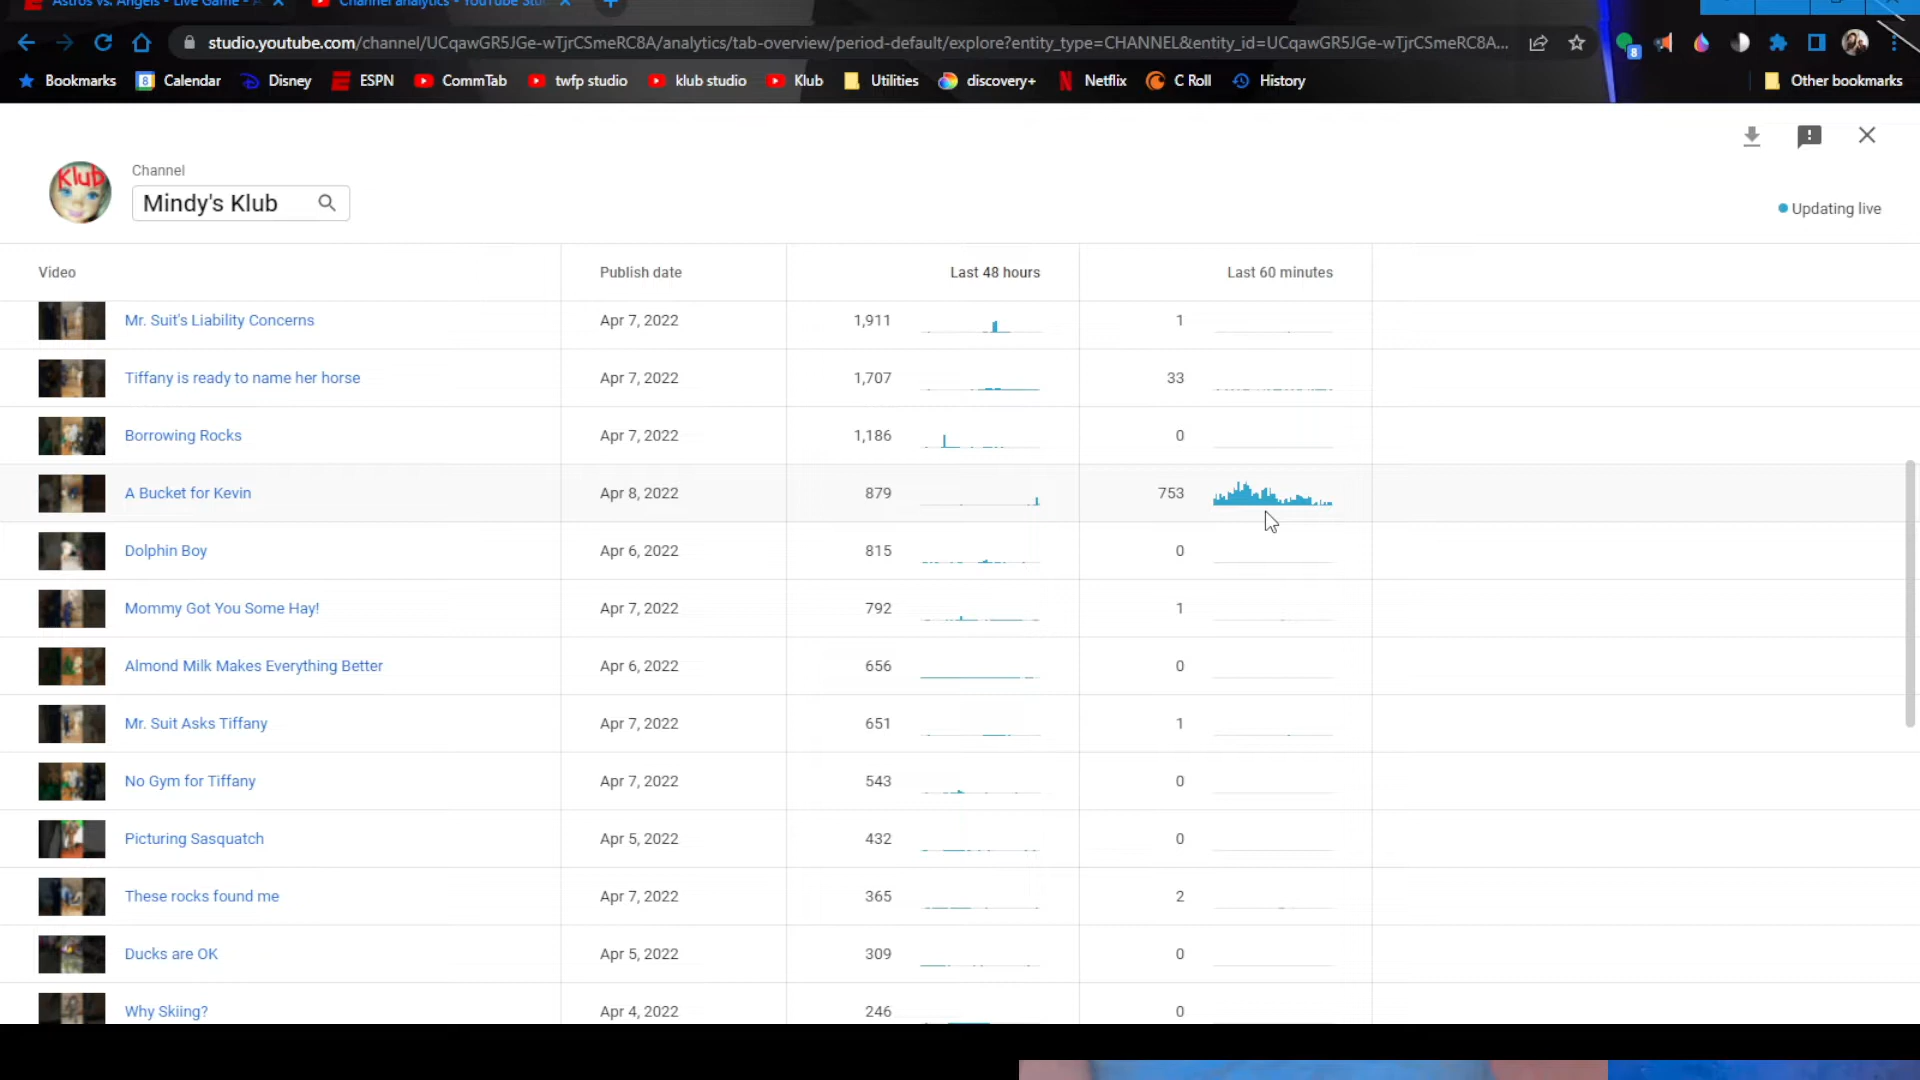 Astros vs. Angels - Live Game -
Channel analytics - YouTube Stu
studio.youtube.com/channel/UCqawGR5JGe-wTjrCSmeRC8A/analytics/tab-overview/period-default/explore?entity_type=CHANNEL&entity_id=UCqawGR5JGe-wTjrCSmeRC8A...
8
Bookmarks 8 Calendar Disney ESPN CommTab twfp studio klub studio Klub Utilities discovery+ Netflix C Roll History Other bookmarks
Klub
Channel
Mindy's Klub
Updating live
Video Publish date Last 48 hours Last 60 minutes
Mr. Suit's Liability Concerns Apr 7, 2022 1,911 1
Tiffany is ready to name her horse Apr 7, 2022 1,707 33
Borrowing Rocks Apr 7, 2022 1,186 0
A Bucket for Kevin Apr 8, 2022 879 753
Dolphin Boy Apr 6, 2022 815 0
Mommy Got You Some Hay! Apr 7, 2022 792 1
Almond Milk Makes Everything Better Apr 6, 2022 656 0
Mr. Suit Asks Tiffany Apr 7, 2022 651 1
No Gym for Tiffany Apr 7, 2022 543 0
Picturing Sasquatch Apr 5, 2022 432 0
These rocks found me Apr 7, 2022 365 2
Ducks are OK Apr 5, 2022 309 0
Why Skiing? Apr 4, 2022 246 0